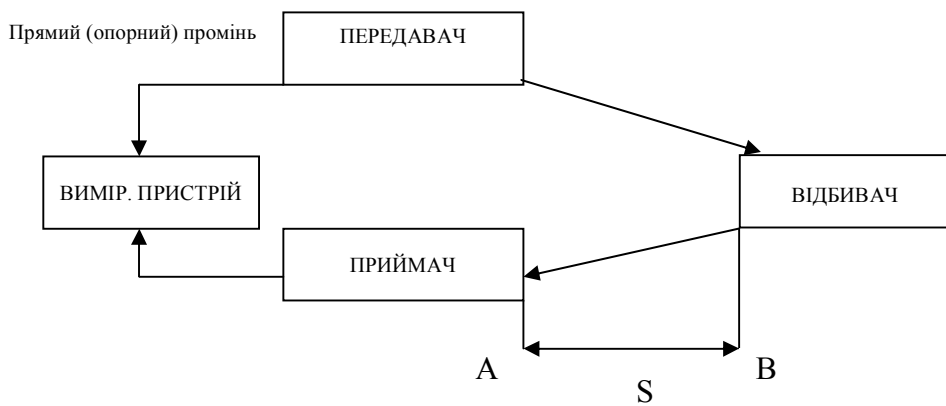 Прямий (опорний) промінь
ПЕРЕДАВАЧ
ВИМІР. ПРИСТРІЙ
ВІДБИВАЧ
ПРИЙМАЧ
A
B
S